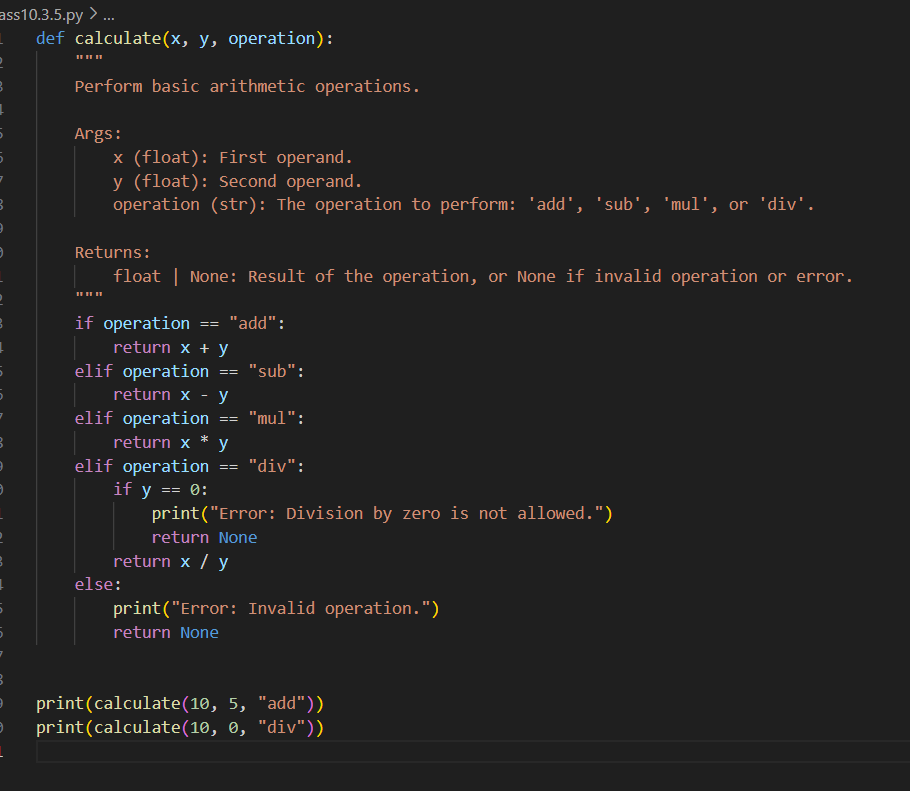 ass10.3.5.py > ...
def calculate(x, y, operation):
    """
    Perform basic arithmetic operations.

    Args:
        x (float): First operand.
        y (float): Second operand.
        operation (str): The operation to perform: 'add', 'sub', 'mul', or 'div'.

    Returns:
        float | None: Result of the operation, or None if invalid operation or error.
    """
    if operation == "add":
        return x + y
    elif operation == "sub":
        return x - y
    elif operation == "mul":
        return x * y
    elif operation == "div":
        if y == 0:
            print("Error: Division by zero is not allowed.")
            return None
        return x / y
    else:
        print("Error: Invalid operation.")
        return None


print(calculate(10, 5, "add"))
print(calculate(10, 0, "div"))